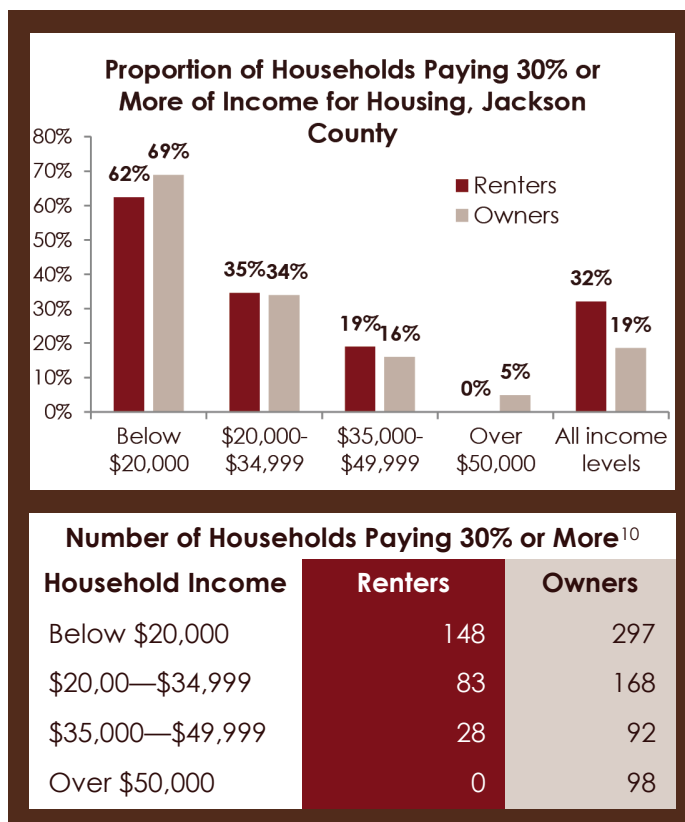 Proportion of Households Paying 30% or
More of Income for Housing, Jackson
County
80%
70%
60%
50%
40%
30%
20%
10%
0%
62%
69%
35%
34%
19%
16%
0%
5%
32%
19%
Renters
Owners
Below
$20,000
$20,000-
$34,999
$35,000-
$49,999
Over
$50,000
All income
levels
Number of Households Paying 30% or More10
Household Income Renters Owners
Below $20,000 148 297
$20,00—$34,999 83 168
$35,000—$49,999 28 92
Over $50,000 0 98